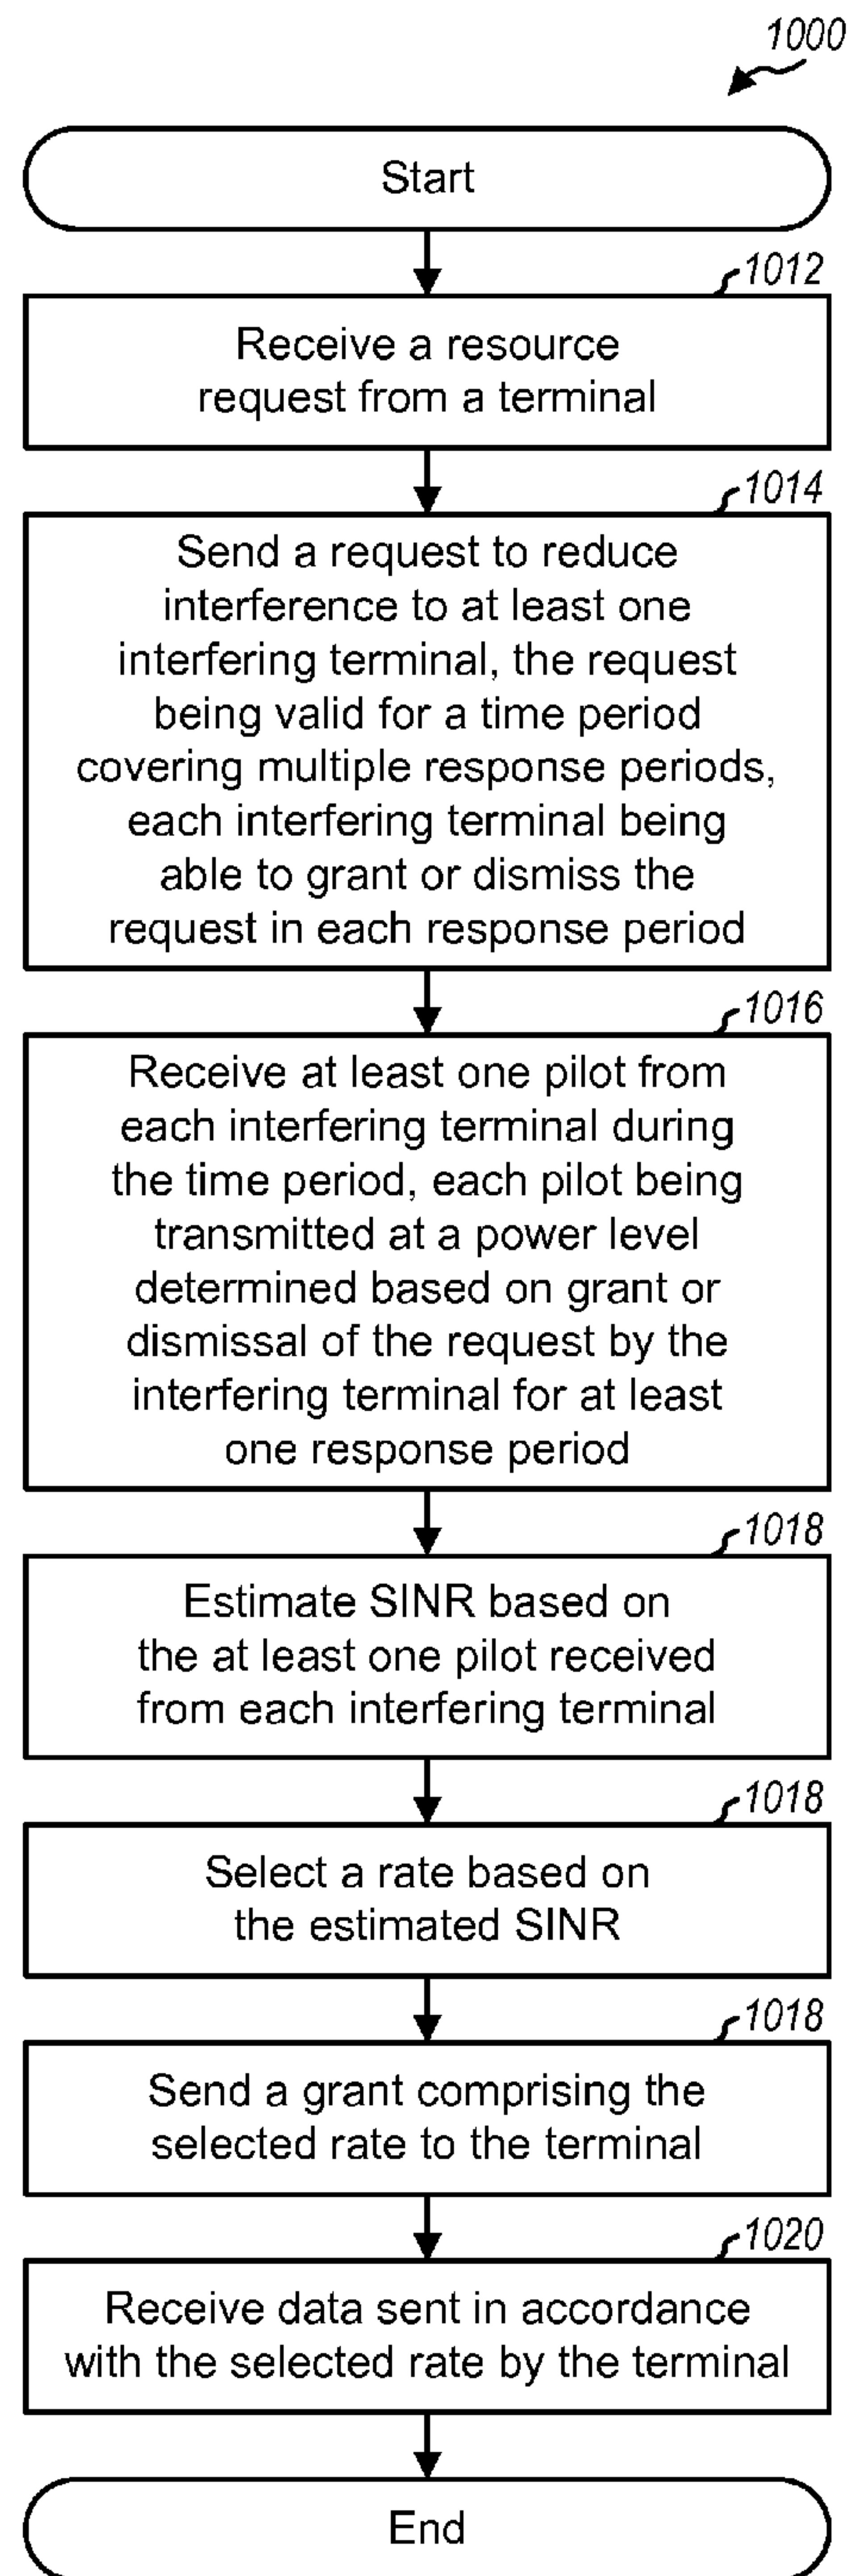 1000
Start
1012
Receive a resource
request from a terminal
1014
Send a request to reduce
interference to at least one
interfering terminal, the request
being valid for a time period
covering multiple response periods,
each interfering terminal being
able to grant or dismiss the
request in each response period
1016
Receive at least one pilot from
each interfering terminal during
the time period, each pilot being
transmitted at a power level
determined based on grant or
dismissal of the request by the
interfering terminal for at least
one response period
1018
Estimate SINR based on
the at least one pilot received
from each interfering terminal
1018
Select a rate based on
the estimated SINR
1018
Send a grant comprising the
selected rate to the terminal
1020
Receive data sent in accordance
with the selected rate by the terminal
End